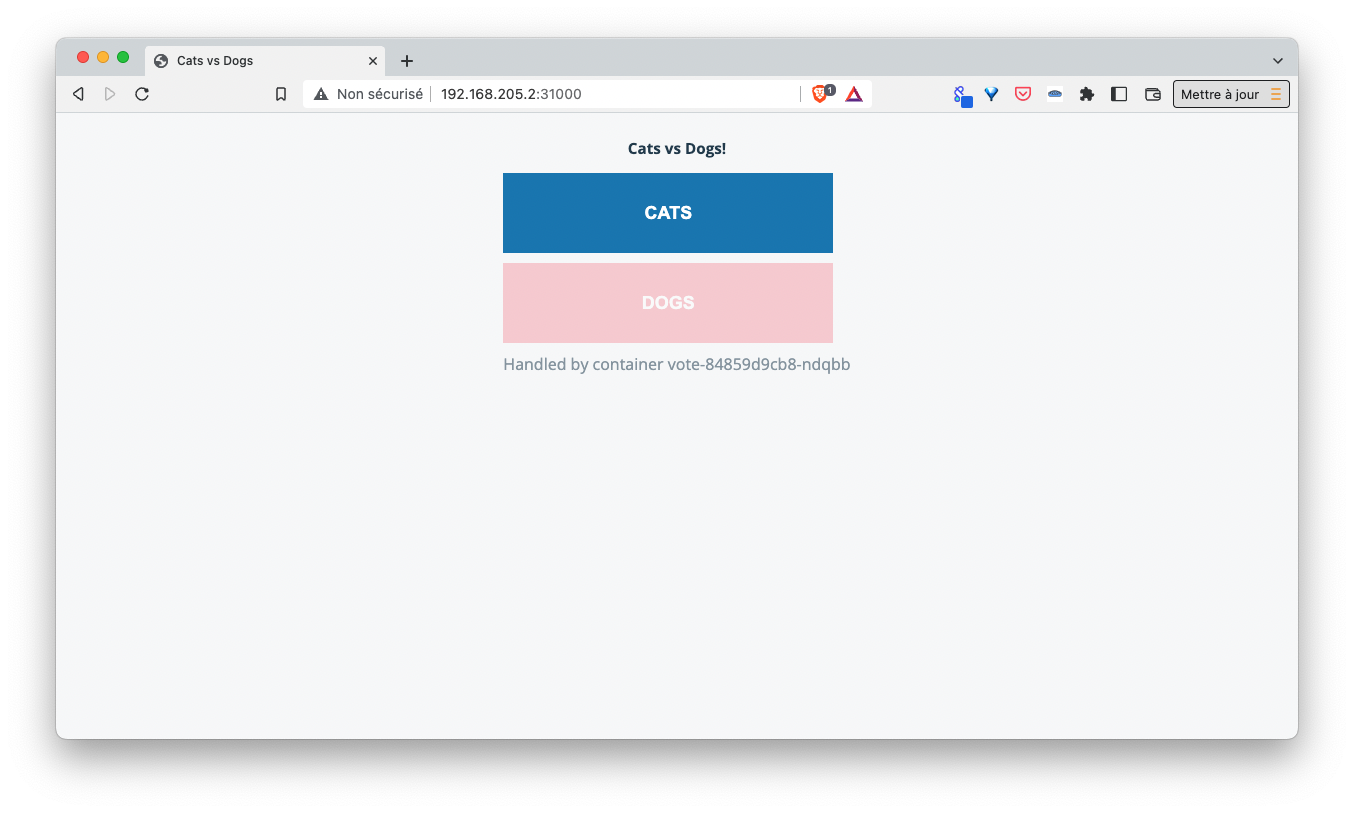 Cats vs Dogs
Non sécurisé 192.168.205.2:31000
1
Mettre à jour
Cats vs Dogs!
CATS
DOGS
Handled by container vote-84859d9cb8-ndqbb